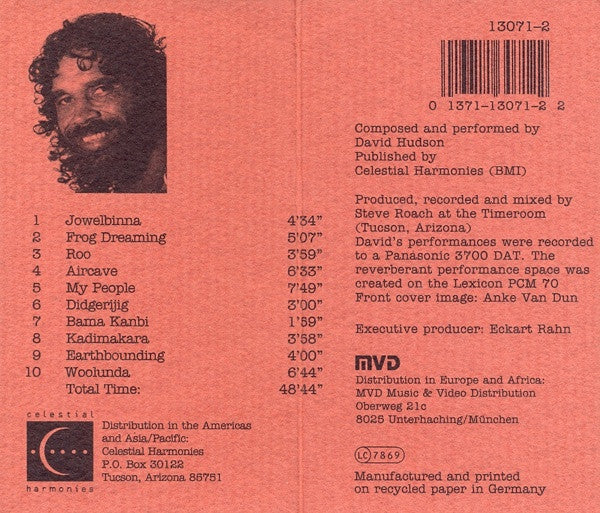 1 Jowelbinna 4'34"
2 Frog Dreaming 5'07"
3 Roo 3'59"
4 Aircave 6'33"
5 My People 7'49"
6 Didgerijig 3'00"
7 Bama Kanbi 1'59"
8 Kadimakara 3'58"
9 Earthbounding 4'00"
10 Woolunda 6'44"
Total Time: 48'44"
celestial
harmonies
Distribution in the Americas
and Asia/Pacific:
Celestial Harmonies
P.O. Box 30122
Tucson, Arizona 85751
13071-2
0 1371-13071-2 2
Composed and performed by
David Hudson
Published by
Celestial Harmonies (BMI)
Produced, recorded and mixed by
Steve Roach at the Timeroom
(Tucson, Arizona)
David's performances were recorded
to a Panasonic 3700 DAT. The
reverberant performance space was
created on the Lexicon PCM 70
Front cover image: Anke Van Dun
Executive producer: Eckart Rahn
MVD
Distribution in Europe and Africa:
MVD Music & Video Distribution
Oberweg 21c
8025 Unterhaching/München
LC 7869
Manufactured and printed
on recycled paper in Germany